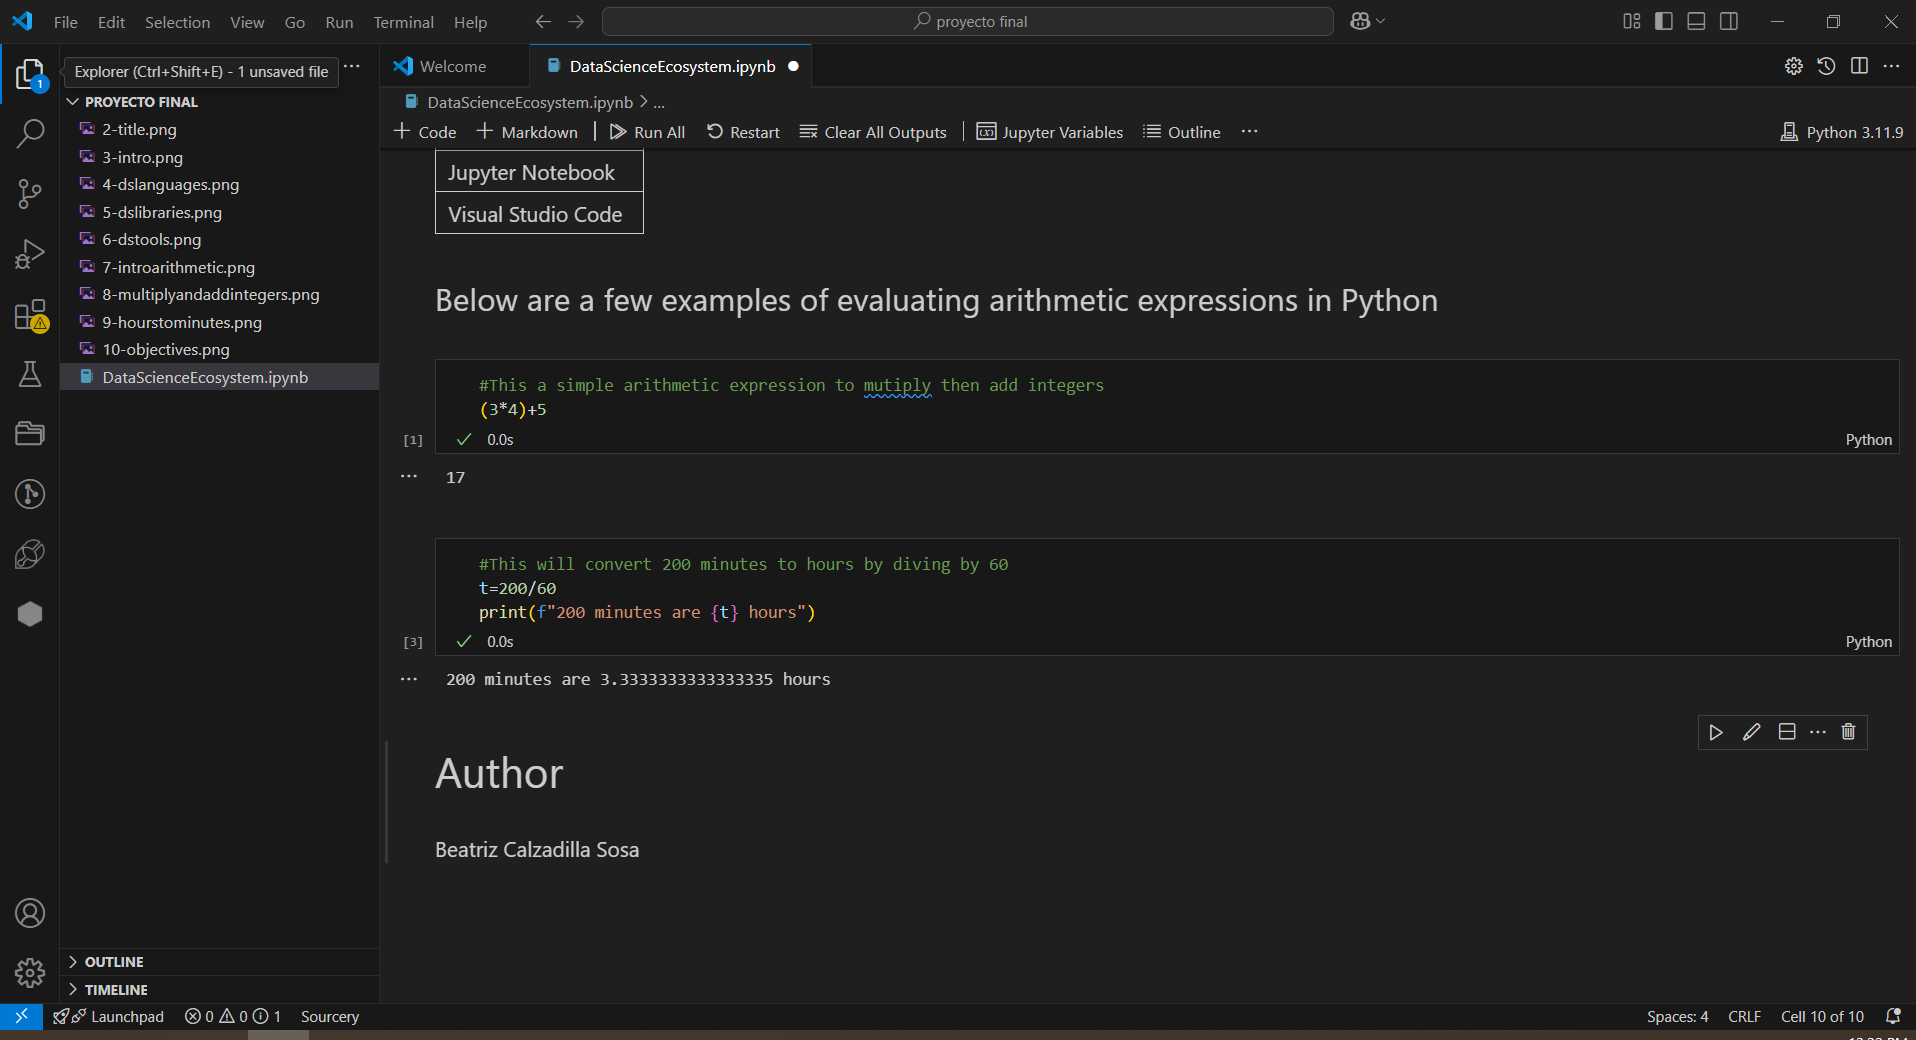 File Edit Selection View Go Run Terminal Help
proyecto final
Explorer (Ctrl+Shift+E) - 1 unsaved file
1
Welcome
DataScienceEcosystem.ipynb
PROYECTO FINAL
2-title.png
3-intro.png
4-dslanguages.png
5-dslibraries.png
6-dstools.png
7-introarithmetic.png
8-multiplyandaddintegers.png
9-hourstominutes.png
10-objectives.png
DataScienceEcosystem.ipynb
DataScienceEcosystem.ipynb > ...
Code Markdown Run All Restart Clear All Outputs Jupyter Variables Outline ... Python 3.11.9
Jupyter Notebook
Visual Studio Code
Below are a few examples of evaluating arithmetic expressions in Python
#This a simple arithmetic expression to mutiply then add integers
(3*4)+5
[1] 0.0s Python
17
#This will convert 200 minutes to hours by diving by 60
t=200/60
print(f"200 minutes are {t} hours")
[3] 0.0s Python
200 minutes are 3.3333333333333335 hours
Author
Beatriz Calzadilla Sosa
OUTLINE
TIMELINE
Launchpad 0 0 1 Sourcery Spaces: 4 CRLF Cell 10 of 10